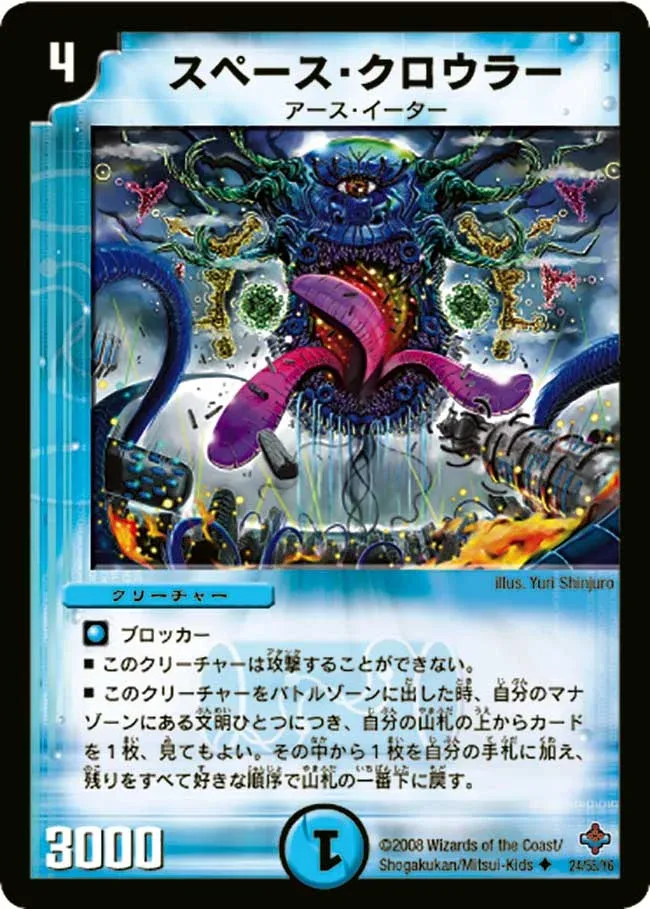 4
スペース・クロウラー
アース・イーター
illus. Yuri Shinjuro
クリーチャー
ブロッカー
■ このクリーチャーは攻撃することができない。
■ このクリーチャーをバトルゾーンに出した時、自分のマナ
ゾーンにある文明ひとつにつき、自分の山札の上からカード
を１枚、見てもよい。その中から１枚を自分の手札に加え、
残りをすべて好きな順序で山札の一番下に戻す。
3000
1
©2008 Wizards of the Coast/
Shogakukan/Mitsui-Kids
24/55/Y6